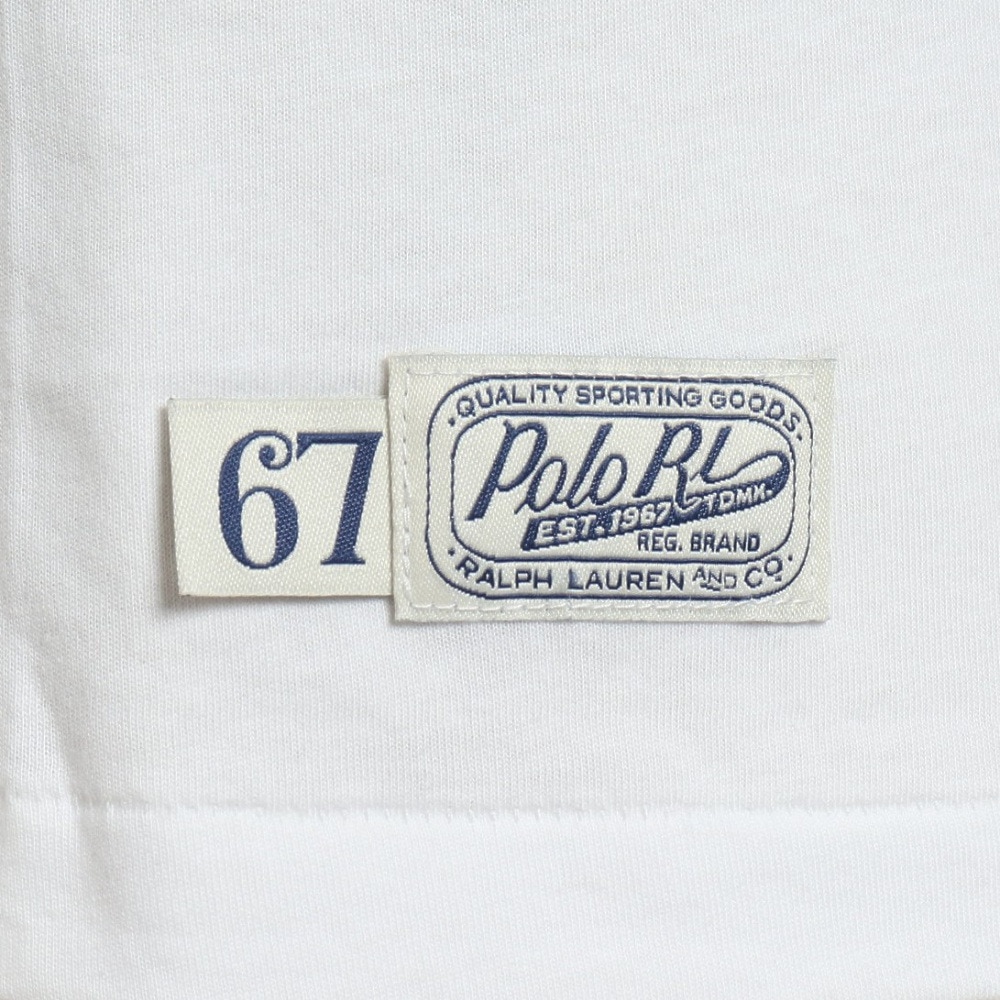 67
·QUALITY SPORTING GOODS·
Polo RL
EST. 1967 TDMK.
REG. BRAND
·RALPH LAUREN AND CO·